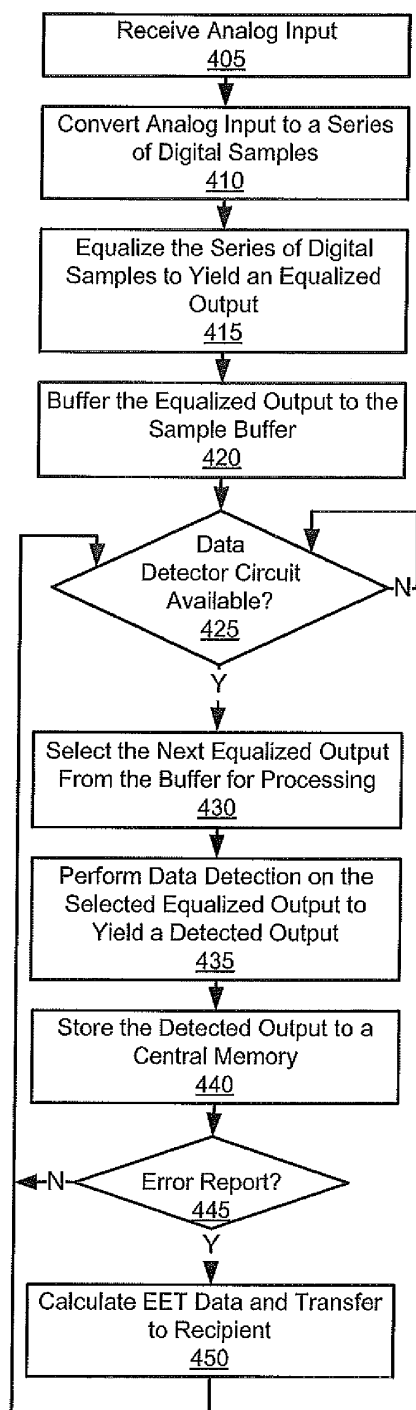 Receive Analog Input
405
Convert Analog Input to a Series
of Digital Samples
410
Equalize the Series of Digital
Samples to Yield an Equalized
Output
415
Buffer the Equalized Output to the
Sample Buffer
420
Data
Detector Circuit
Available?
425
N
Y
Select the Next Equalized Output
From the Buffer for Processing
430
Perform Data Detection on the
Selected Equalized Output to
Yield a Detected Output
435
Store the Detected Output to a
Central Memory
440
N
Error Report?
445
Y
Calculate EET Data and Transfer
to Recipient
450